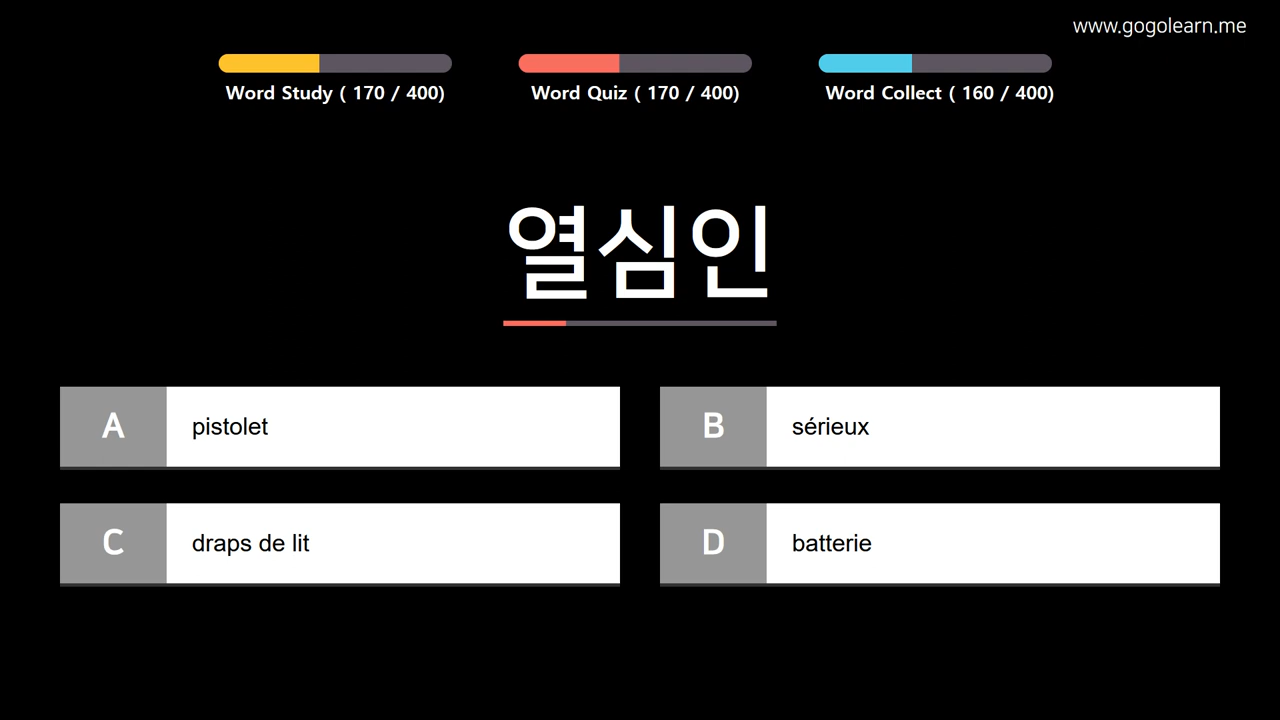 www.gogolearn.me
Word Study ( 170 / 400)
Word Quiz ( 170 / 400)
Word Collect ( 160 / 400)
열심인
A pistolet
B sérieux
C draps de lit
D batterie